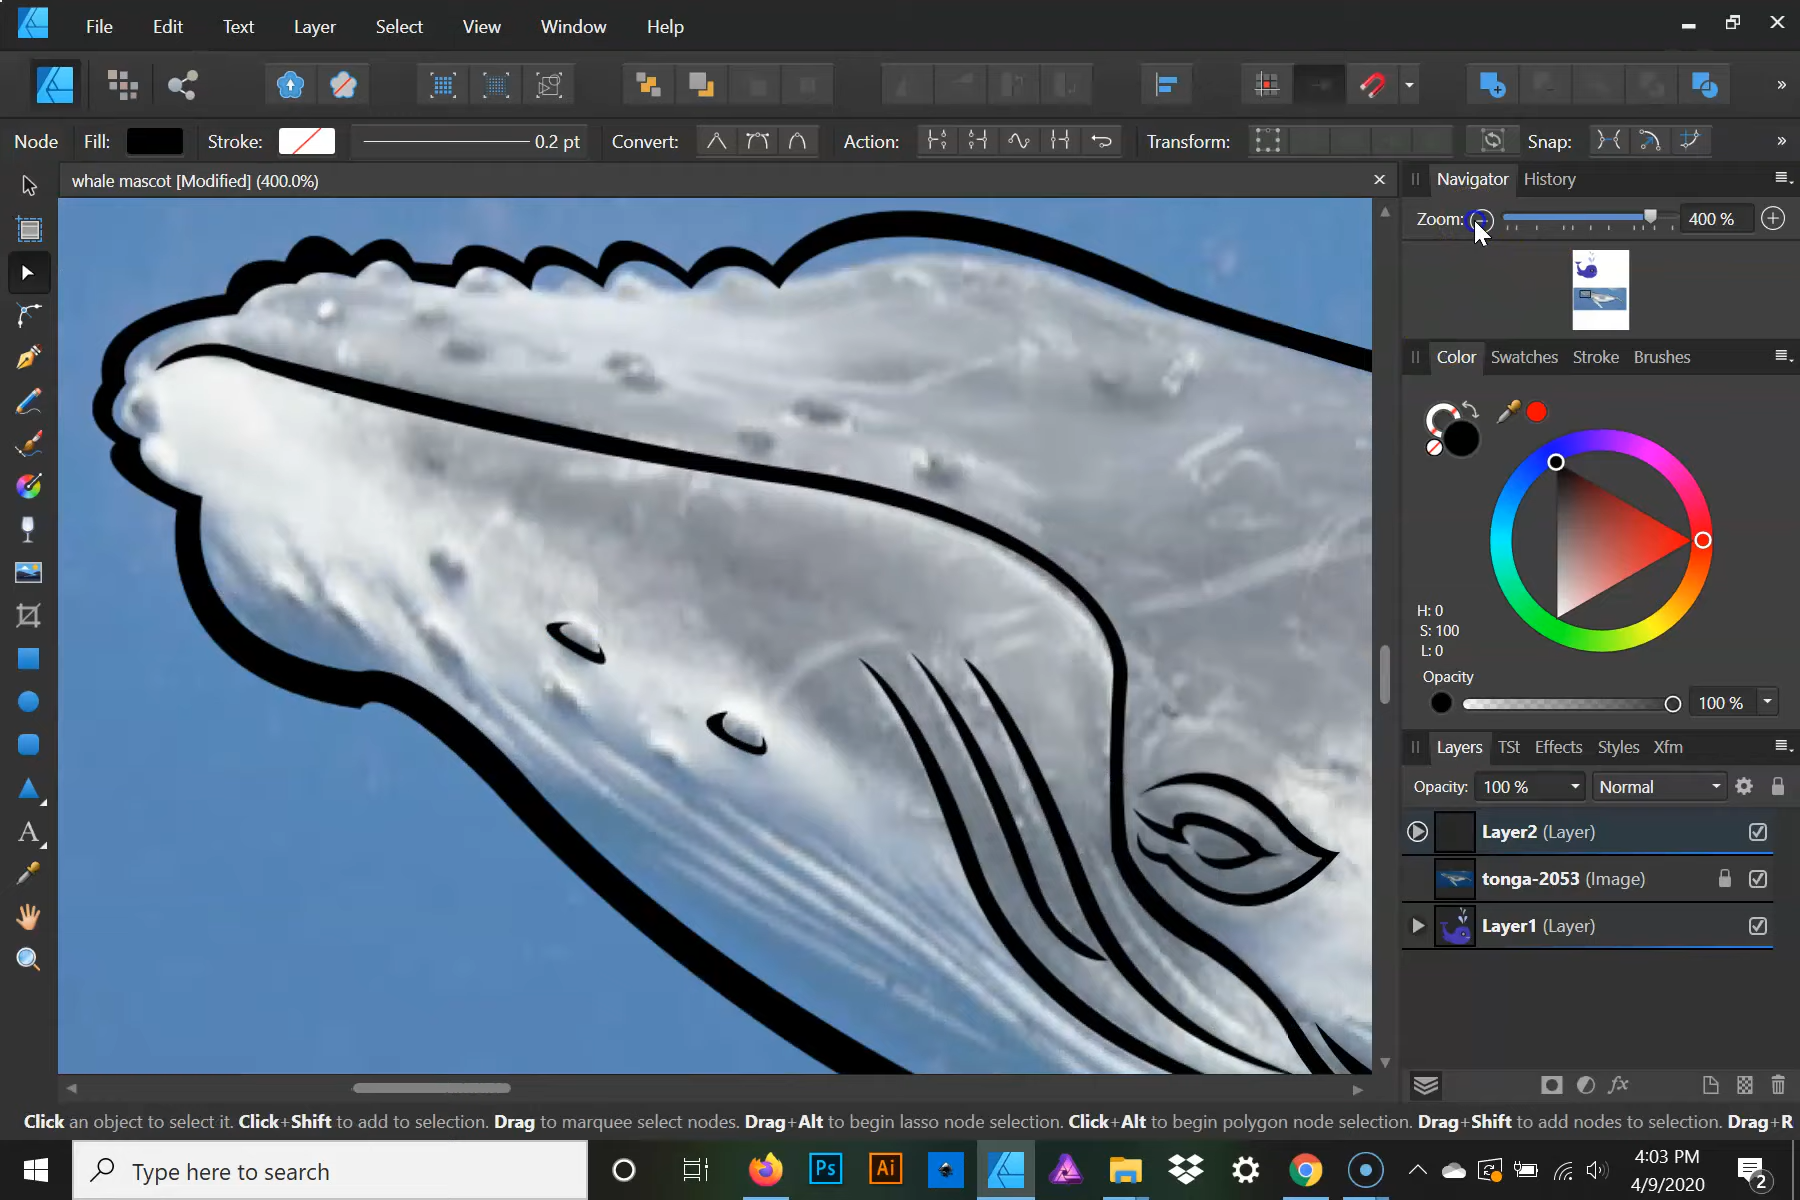 File Edit Text Layer Select View Window Help
Node Fill: Stroke: 0.2 pt Convert: Action: Transform: Snap:
whale mascot [Modified] (400.0%)
Navigator History
Zoom: 400 %
Color Swatches Stroke Brushes
H: 0
S: 100
L: 0
Opacity
100 %
Layers TSt Effects Styles Xfm
Opacity: 100 % Normal
Layer2 (Layer)
tonga-2053 (Image)
Layer1 (Layer)
Click an object to select it. Click+Shift to add to selection. Drag to marquee select nodes. Drag+Alt to begin lasso node selection. Click+Alt to begin polygon node selection. Drag+Shift to add nodes to selection. Drag+R
Type here to search
Ps Ai
4:03 PM
4/9/2020
2